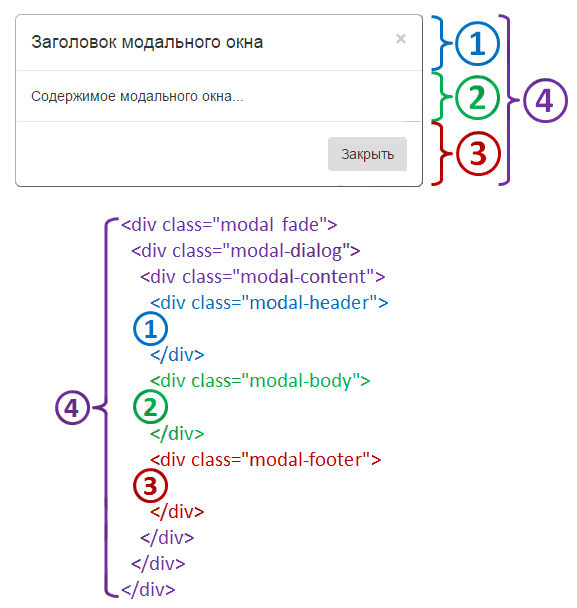 Заголовок модального окна ×
1
Содержимое модального окна...
2
4
3
Закрыть
<div class="modal fade">
<div class="modal-dialog">
<div class="modal-content">
<div class="modal-header">
1
</div>
<div class="modal-body">
4
2
</div>
<div class="modal-footer">
3
</div>
</div>
</div>
</div>